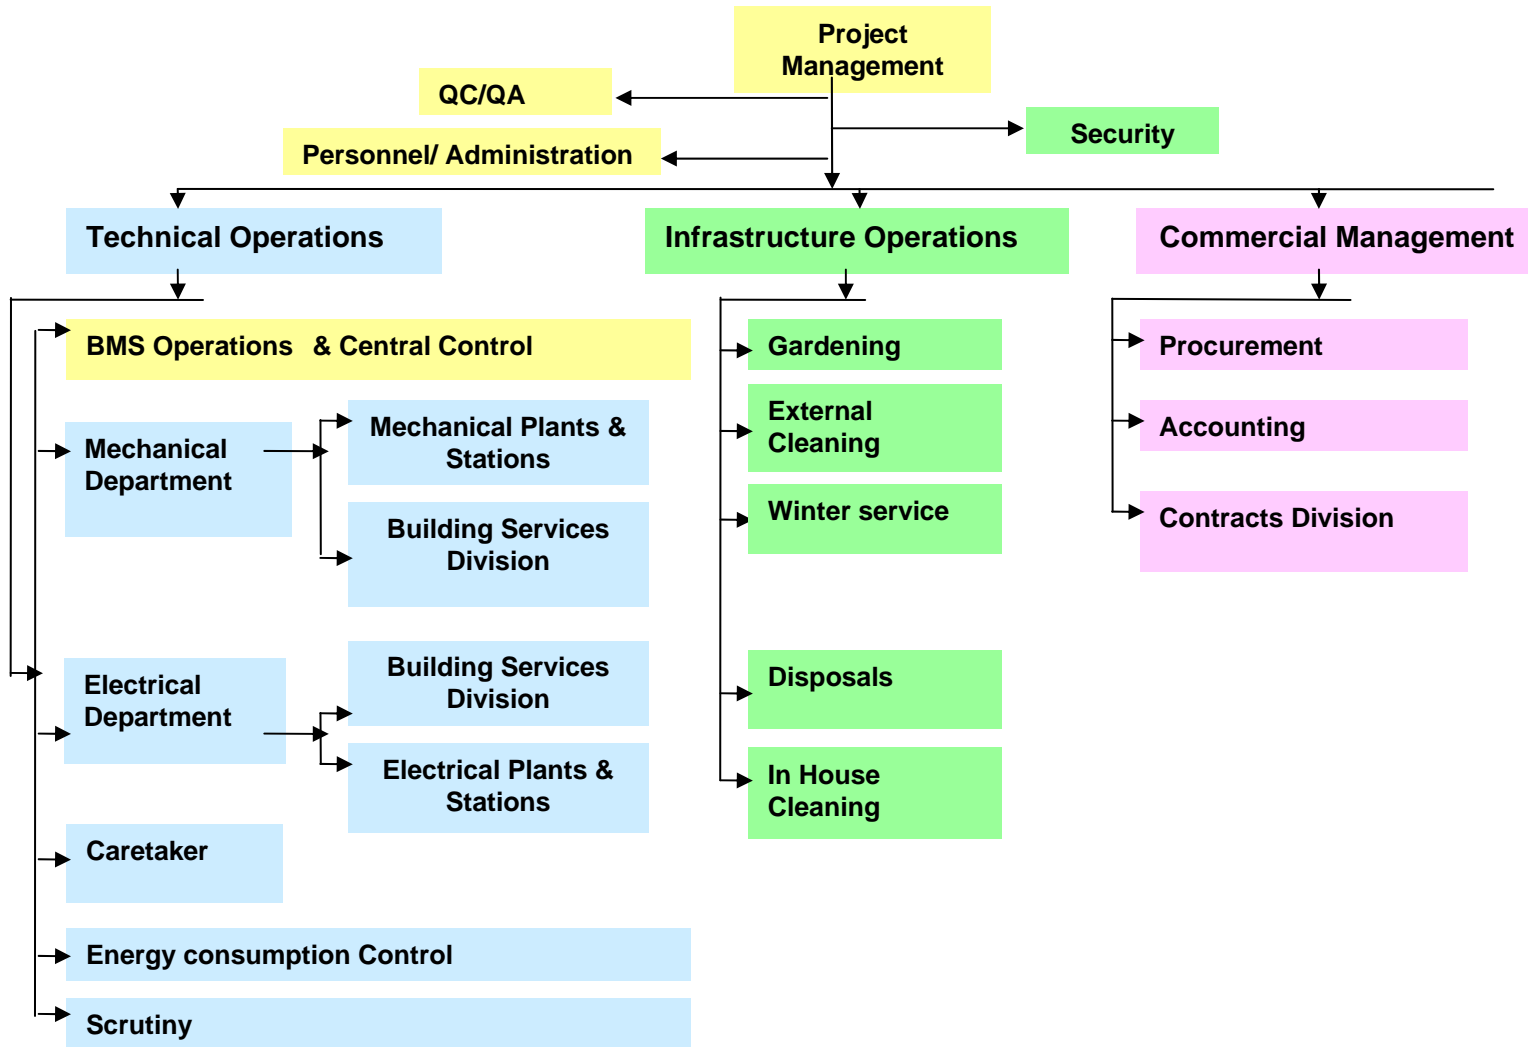 Project
Management
QC/QA
Security
Personnel/ Administration
Technical Operations
Infrastructure Operations
Commercial Management
BMS Operations & Central Control
Mechanical
Department
Mechanical Plants &
Stations
Building Services
Division
Electrical
Department
Building Services
Division
Electrical Plants &
Stations
Caretaker
Energy consumption Control
Scrutiny
Gardening
External
Cleaning
Winter service
Disposals
In House
Cleaning
Procurement
Accounting
Contracts Division